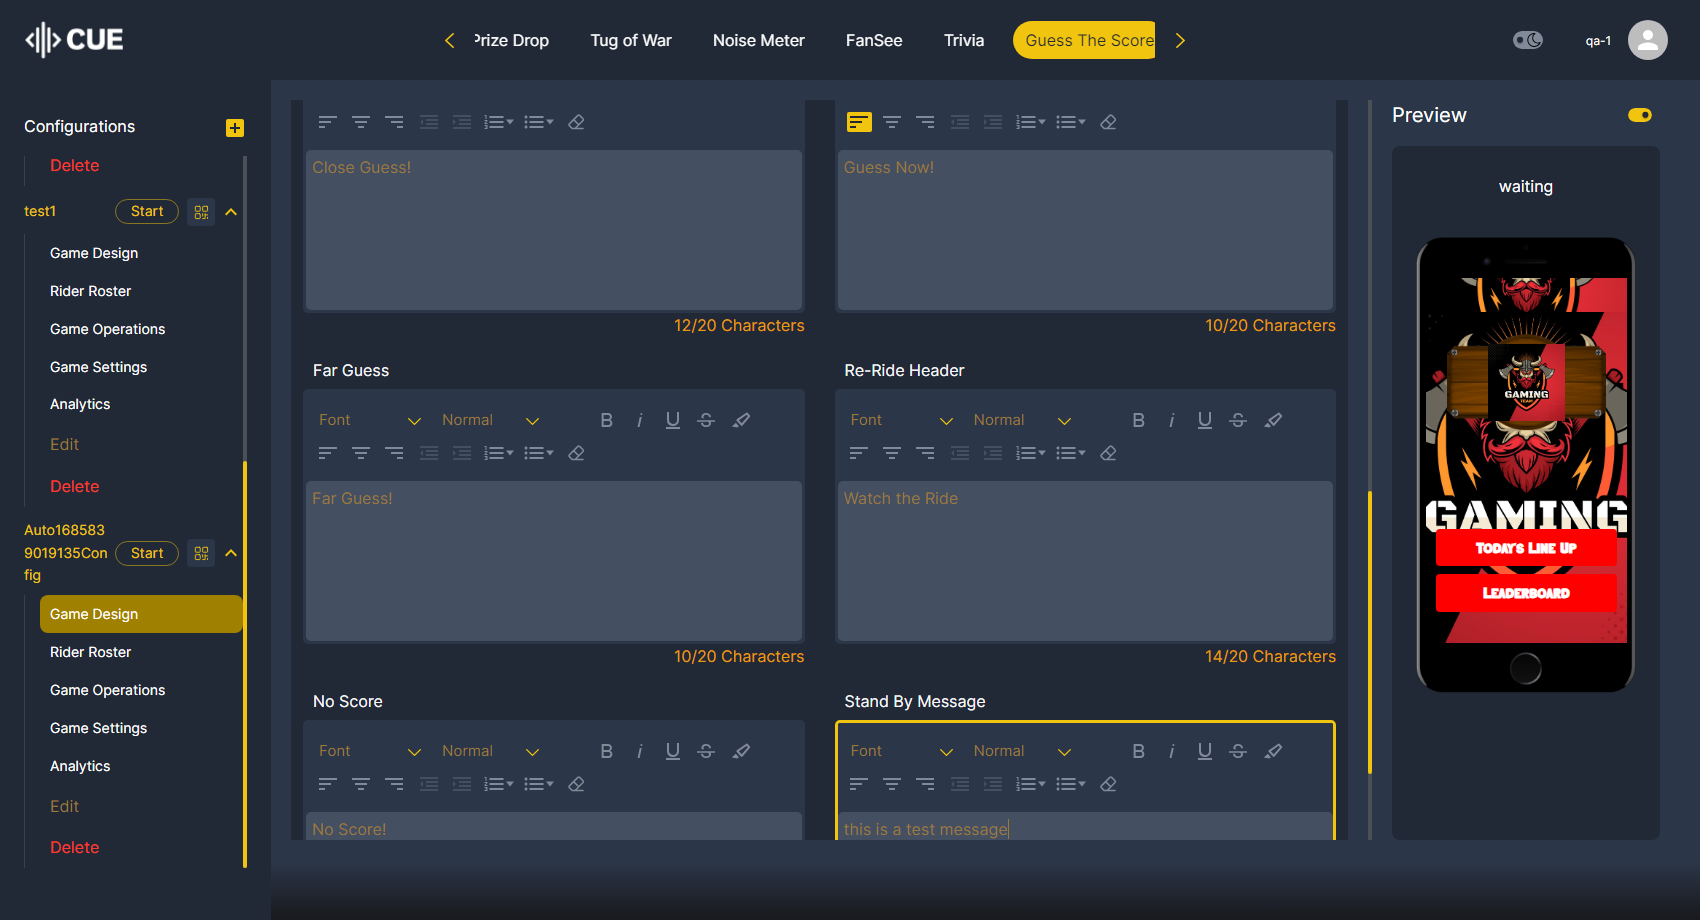 CUE
Prize Drop
Tug of War
Noise Meter
FanSee
Trivia
Guess The Score
qa-1
Configurations
Delete
test1
Start
Game Design
Rider Roster
Game Operations
Game Settings
Analytics
Edit
Delete
Auto168583
9019135Con
fig
Start
Game Design
Rider Roster
Game Operations
Game Settings
Analytics
Edit
Delete
Close Guess!
12/20 Characters
Guess Now!
10/20 Characters
Far Guess
Font
Normal
B i U S
Far Guess!
10/20 Characters
Re-Ride Header
Font
Normal
B i U S
Watch the Ride
14/20 Characters
No Score
Font
Normal
B i U S
No Score!
Stand By Message
Font
Normal
B i U S
this is a test message
Preview
waiting
GAMING
TEAM
GAMING
Today's Line Up
Leaderboard